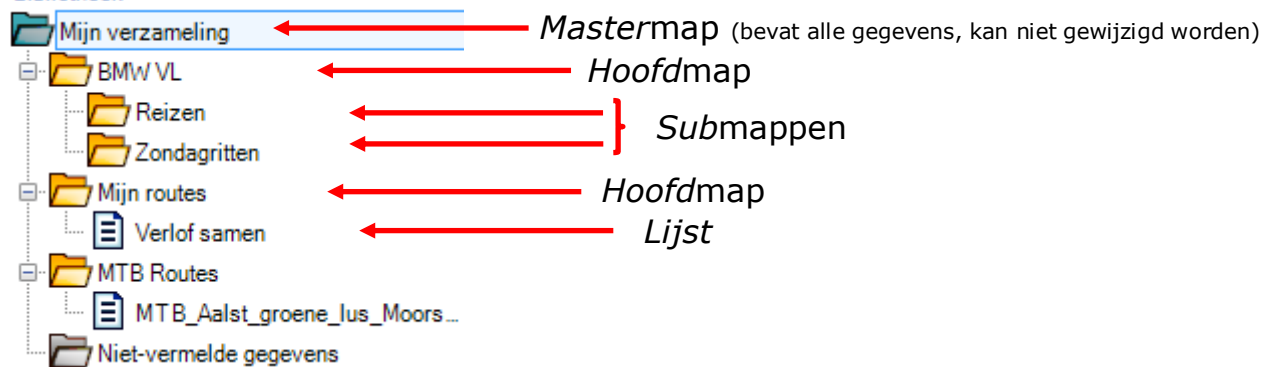 Mijn verzameling Mastermap (bevat alle gegevens, kan niet gewijzigd worden)
BMW VL Hoofdmap
Reizen
Submappen
Zondagritten
Mijn routes Hoofdmap
Verlof samen Lijst
MTB Routes
MTB_Aalst_groene_lus_Moors...
Niet-vermelde gegevens